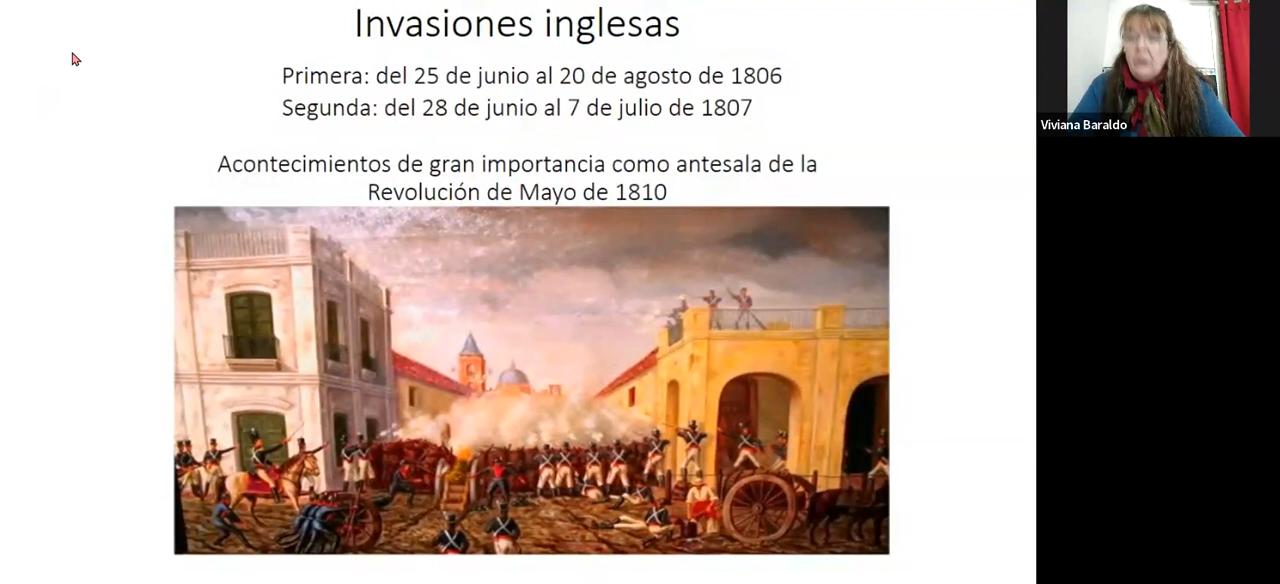 Invasiones inglesas
Primera: del 25 de junio al 20 de agosto de 1806
Segunda: del 28 de junio al 7 de julio de 1807
Acontecimientos de gran importancia como antesala de la
Revolución de Mayo de 1810
Viviana Baraldo